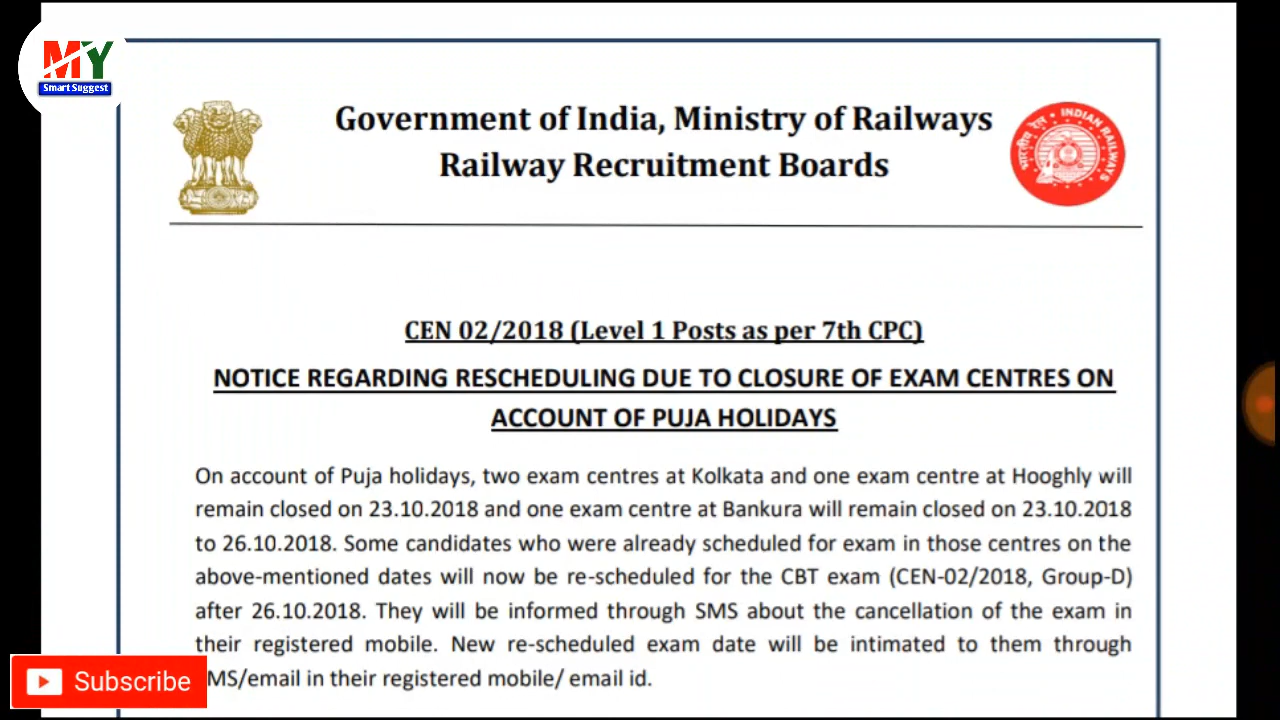 MY
Smart Suggest
Government of India, Ministry of Railways
Railway Recruitment Boards
भारतीय रेल • INDIAN RAILWAYS
CEN 02/2018 (Level 1 Posts as per 7th CPC)
NOTICE REGARDING RESCHEDULING DUE TO CLOSURE OF EXAM CENTRES ON
ACCOUNT OF PUJA HOLIDAYS
On account of Puja holidays, two exam centres at Kolkata and one exam centre at Hooghly will
remain closed on 23.10.2018 and one exam centre at Bankura will remain closed on 23.10.2018
to 26.10.2018. Some candidates who were already scheduled for exam in those centres on the
above-mentioned dates will now be re-scheduled for the CBT exam (CEN-02/2018, Group-D)
after 26.10.2018. They will be informed through SMS about the cancellation of the exam in
their registered mobile. New re-scheduled exam date will be intimated to them through
MS/email in their registered mobile/ email id.
Subscribe